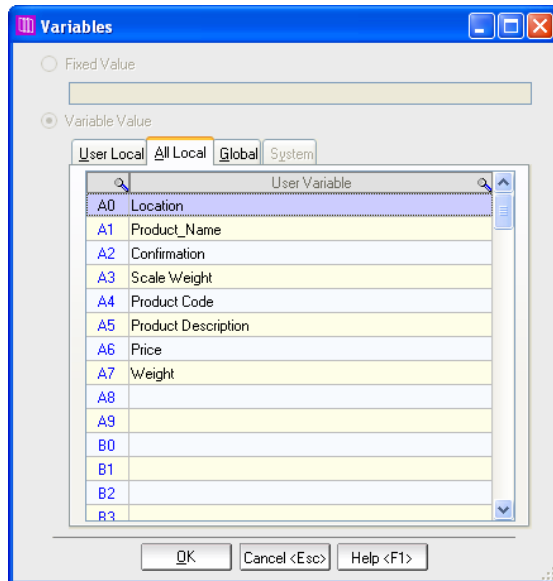 Variables
Fixed Value
Variable Value
User Local All Local Global System
User Variable
A0 Location
A1 Product_Name
A2 Confirmation
A3 Scale Weight
A4 Product Code
A5 Product Description
A6 Price
A7 Weight
A8
A9
B0
B1
B2
B3
OK Cancel <Esc> Help <F1>